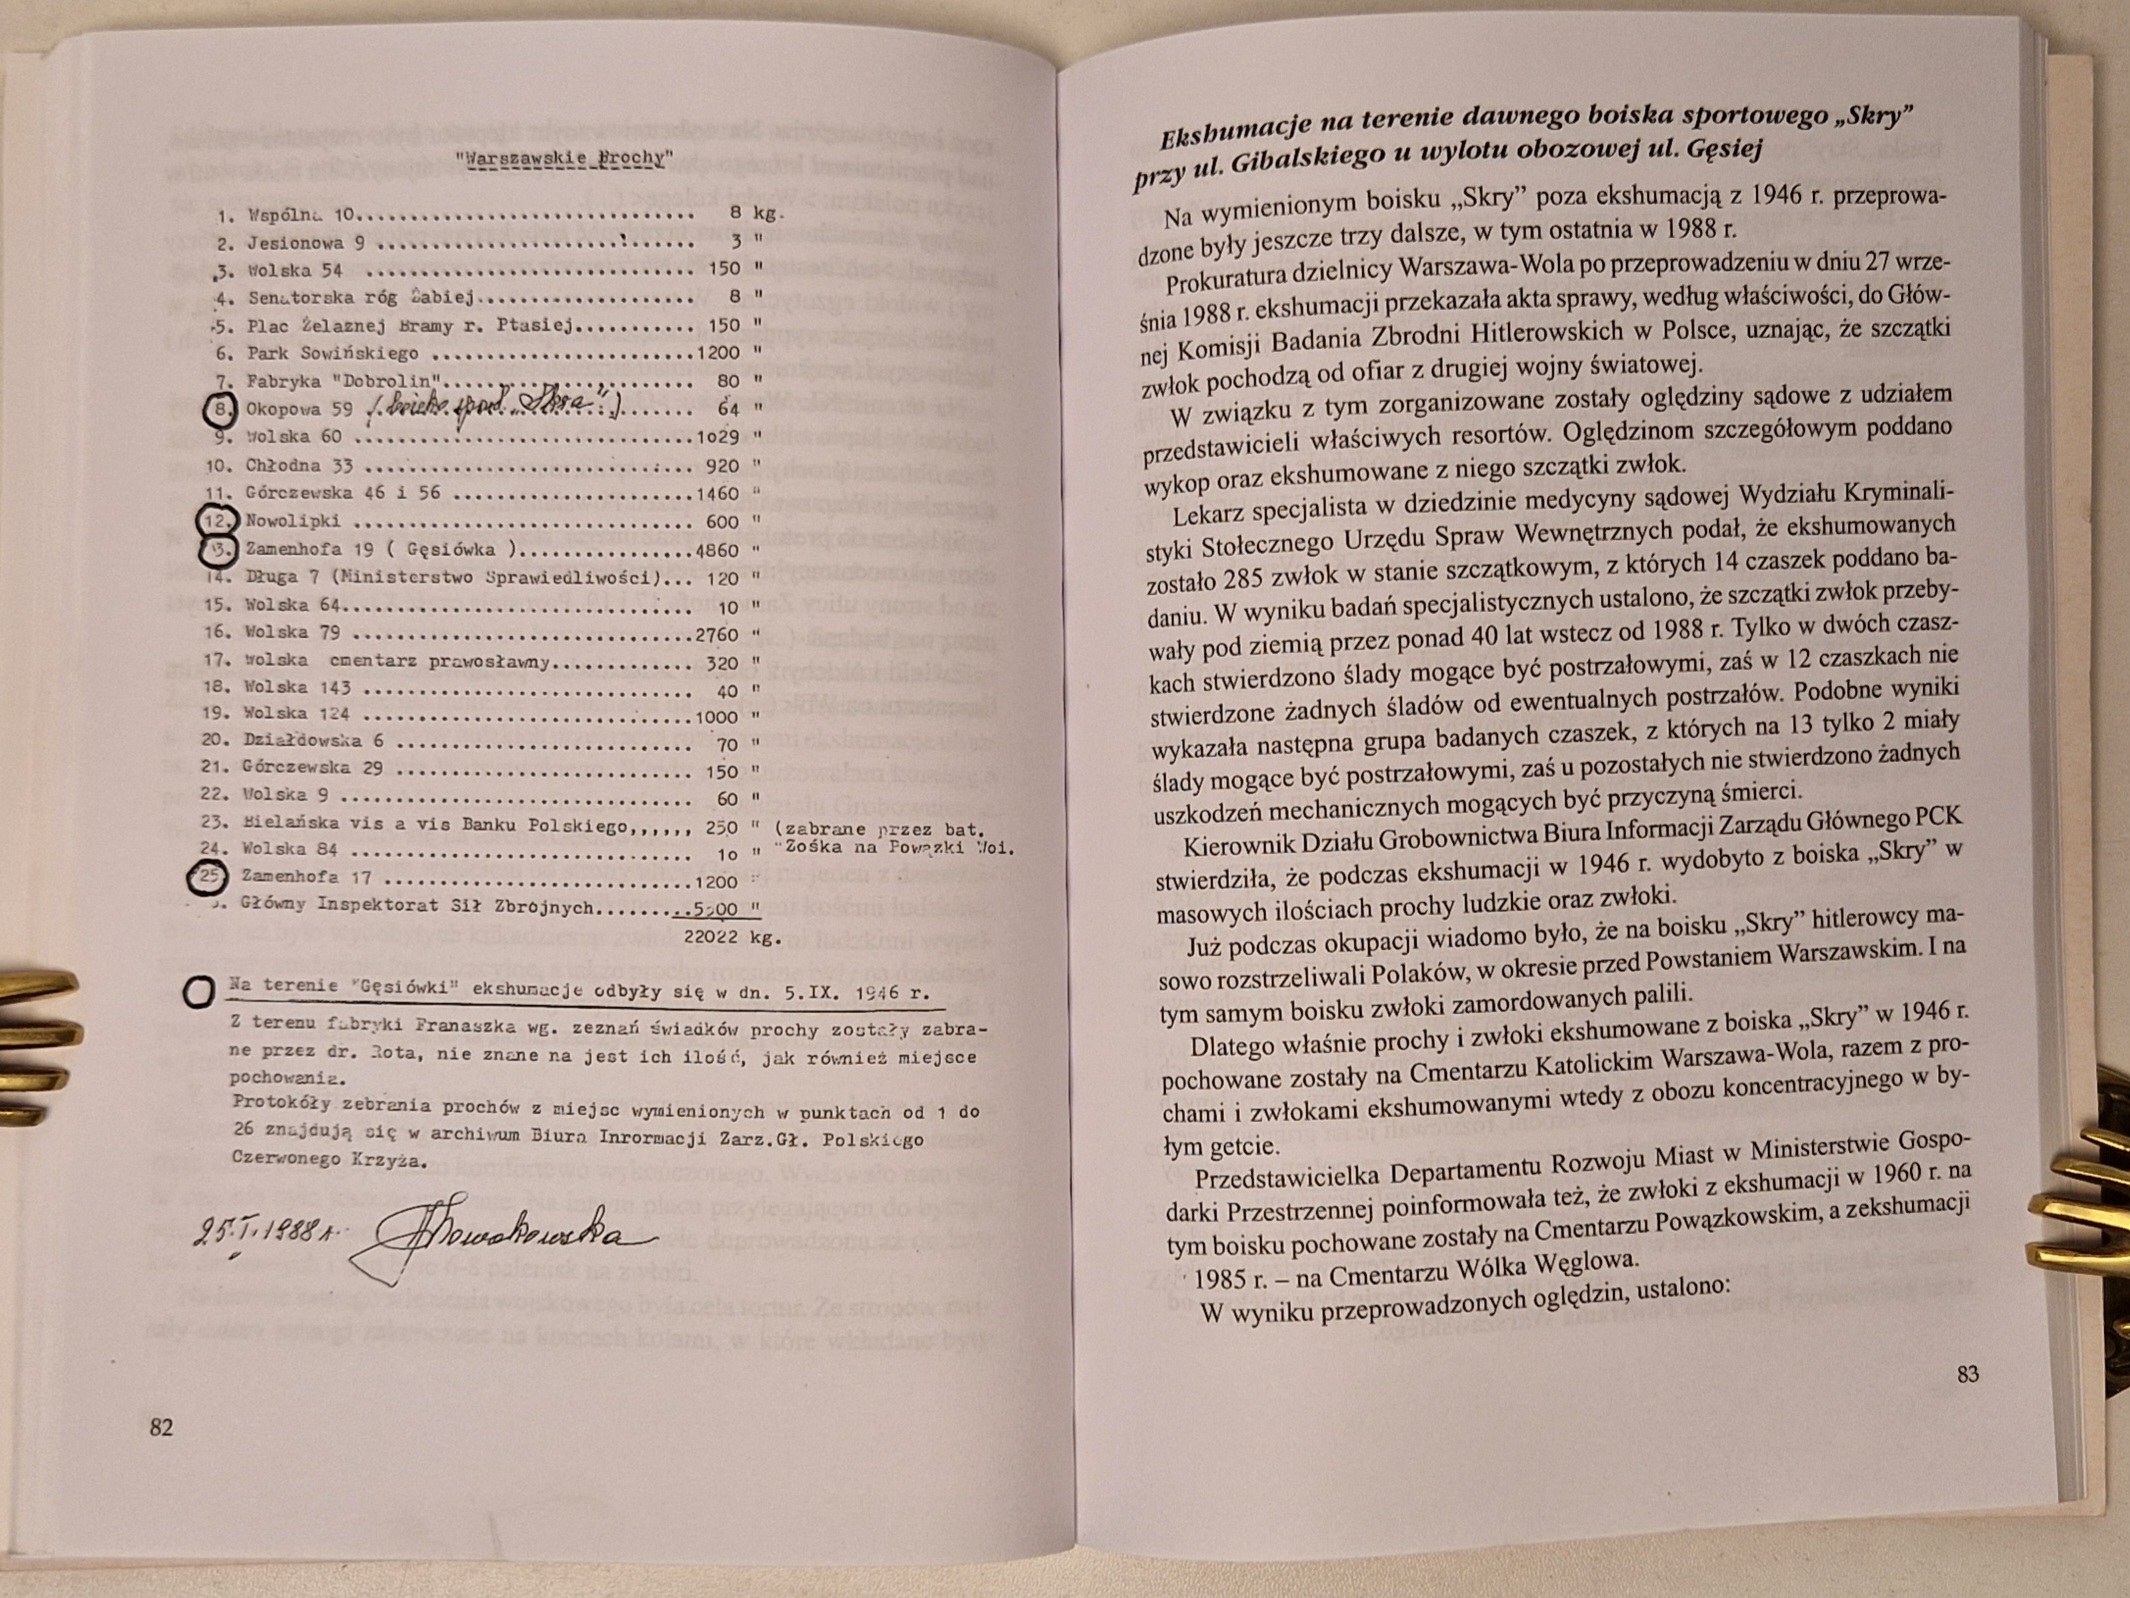 "Warszawskie Prochy"
1. Wspólna 10............................... 8 kg.
2. Jesionowa 9 .............................. 3 "
3. Wolska 54 .............................. 150 "
4. Senatorska róg Żabiej.................... 8 "
5. Plac Żelaznej Bramy r. Ptasiej........... 150 "
6. Park Sowińskiego ........................1200 "
7. Fabryka "Dobrolin"....................... 80 "
8. Okopowa 59 (boisko sport. "Skra")....... 64 "
9. Wolska 60 ...............................1029 "
10. Chłodna 33 .............................. 920 "
11. Górczewska 46 i 56 ......................1460 "
12. Nowolipki ............................... 600 "
13. Zamenhofa 19 ( Gęsiówka )................4860 "
14. Długa 7 (Ministerstwo Sprawiedliwości)... 120 "
15. Wolska 64................................ 10 "
16. Wolska 79 ...............................2760 "
17. Wolska cmentarz prawosławny............. 320 "
18. Wolska 143 .............................. 40 "
19. Wolska 124 ..............................1000 "
20. Działdowska 6 ........................... 70 "
21. Górczewska 29 ........................... 150 "
22. Wolska 9 ................................ 60 "
23. Bielańska vis a vis Banku Polskiego,,,,,, 250 " (zabrane przez bat.
24. Wolska 84 ............................... 10 " "Zośka na Powązki Woj.
25. Zamenhofa 17 ............................1200 "
Główny Inspektorat Sił Zbrojnych......... "
22022 kg.
Na terenie "Gęsiówki" ekshumacje odbyły się w dn. 5.IX. 1946 r.
Z terenu fabryki Franaszka wg. zeznań świadków prochy zostały zabra-
ne przez dr. Rota, nie znane na jest ich ilość, jak również miejsce
pochowania.
Protokóły zebrania prochów z miejsc wymienionych w punktach od 1 do
26 znajdują się w archiwum Biura Inrormacji Zarz.Gł. Polskiego
Czerwonego Krzyża.
25.I.1988 r. Nowakowska
82
Ekshumacje na terenie dawnego boiska sportowego „Skry”
przy ul. Gibalskiego u wylotu obozowej ul. Gęsiej
Na wymienionym boisku „Skry” poza ekshumacją z 1946 r. przeprowa-
dzone były jeszcze trzy dalsze, w tym ostatnia w 1988 r.
Prokuratura dzielnicy Warszawa-Wola po przeprowadzeniu w dniu 27 wrze-
śnia 1988 r. ekshumacji przekazała akta sprawy, według właściwości, do Głów-
nej Komisji Badania Zbrodni Hitlerowskich w Polsce, uznając, że szczątki
zwłok pochodzą od ofiar z drugiej wojny światowej.
W związku z tym zorganizowane zostały oględziny sądowe z udziałem
przedstawicieli właściwych resortów. Oględzinom szczegółowym poddano
wykop oraz ekshumowane z niego szczątki zwłok.
Lekarz specjalista w dziedzinie medycyny sądowej Wydziału Kryminali-
styki Stołecznego Urzędu Spraw Wewnętrznych podał, że ekshumowanych
zostało 285 zwłok w stanie szczątkowym, z których 14 czaszek poddano ba-
daniu. W wyniku badań specjalistycznych ustalono, że szczątki zwłok przeby-
wały pod ziemią przez ponad 40 lat wstecz od 1988 r. Tylko w dwóch czasz-
kach stwierdzono ślady mogące być postrzałowymi, zaś w 12 czaszkach nie
stwierdzone żadnych śladów od ewentualnych postrzałów. Podobne wyniki
wykazała następna grupa badanych czaszek, z których na 13 tylko 2 miały
ślady mogące być postrzałowymi, zaś u pozostałych nie stwierdzono żadnych
uszkodzeń mechanicznych mogących być przyczyną śmierci.
Kierownik Działu Grobownictwa Biura Informacji Zarządu Głównego PCK
stwierdziła, że podczas ekshumacji w 1946 r. wydobyto z boiska „Skry” w
masowych ilościach prochy ludzkie oraz zwłoki.
Już podczas okupacji wiadomo było, że na boisku „Skry” hitlerowcy ma-
sowo rozstrzeliwali Polaków, w okresie przed Powstaniem Warszawskim. I na
tym samym boisku zwłoki zamordowanych palili.
Dlatego właśnie prochy i zwłoki ekshumowane z boiska „Skry” w 1946 r.
pochowane zostały na Cmentarzu Katolickim Warszawa-Wola, razem z pro-
chami i zwłokami ekshumowanymi wtedy z obozu koncentracyjnego w by-
łym getcie.
Przedstawicielka Departamentu Rozwoju Miast w Ministerstwie Gospo-
darki Przestrzennej poinformowała też, że zwłoki z ekshumacji w 1960 r. na
tym boisku pochowane zostały na Cmentarzu Powązkowskim, a zekshumacji
1985 r. – na Cmentarzu Wólka Węglowa.
W wyniku przeprowadzonych oględzin, ustalono:
83